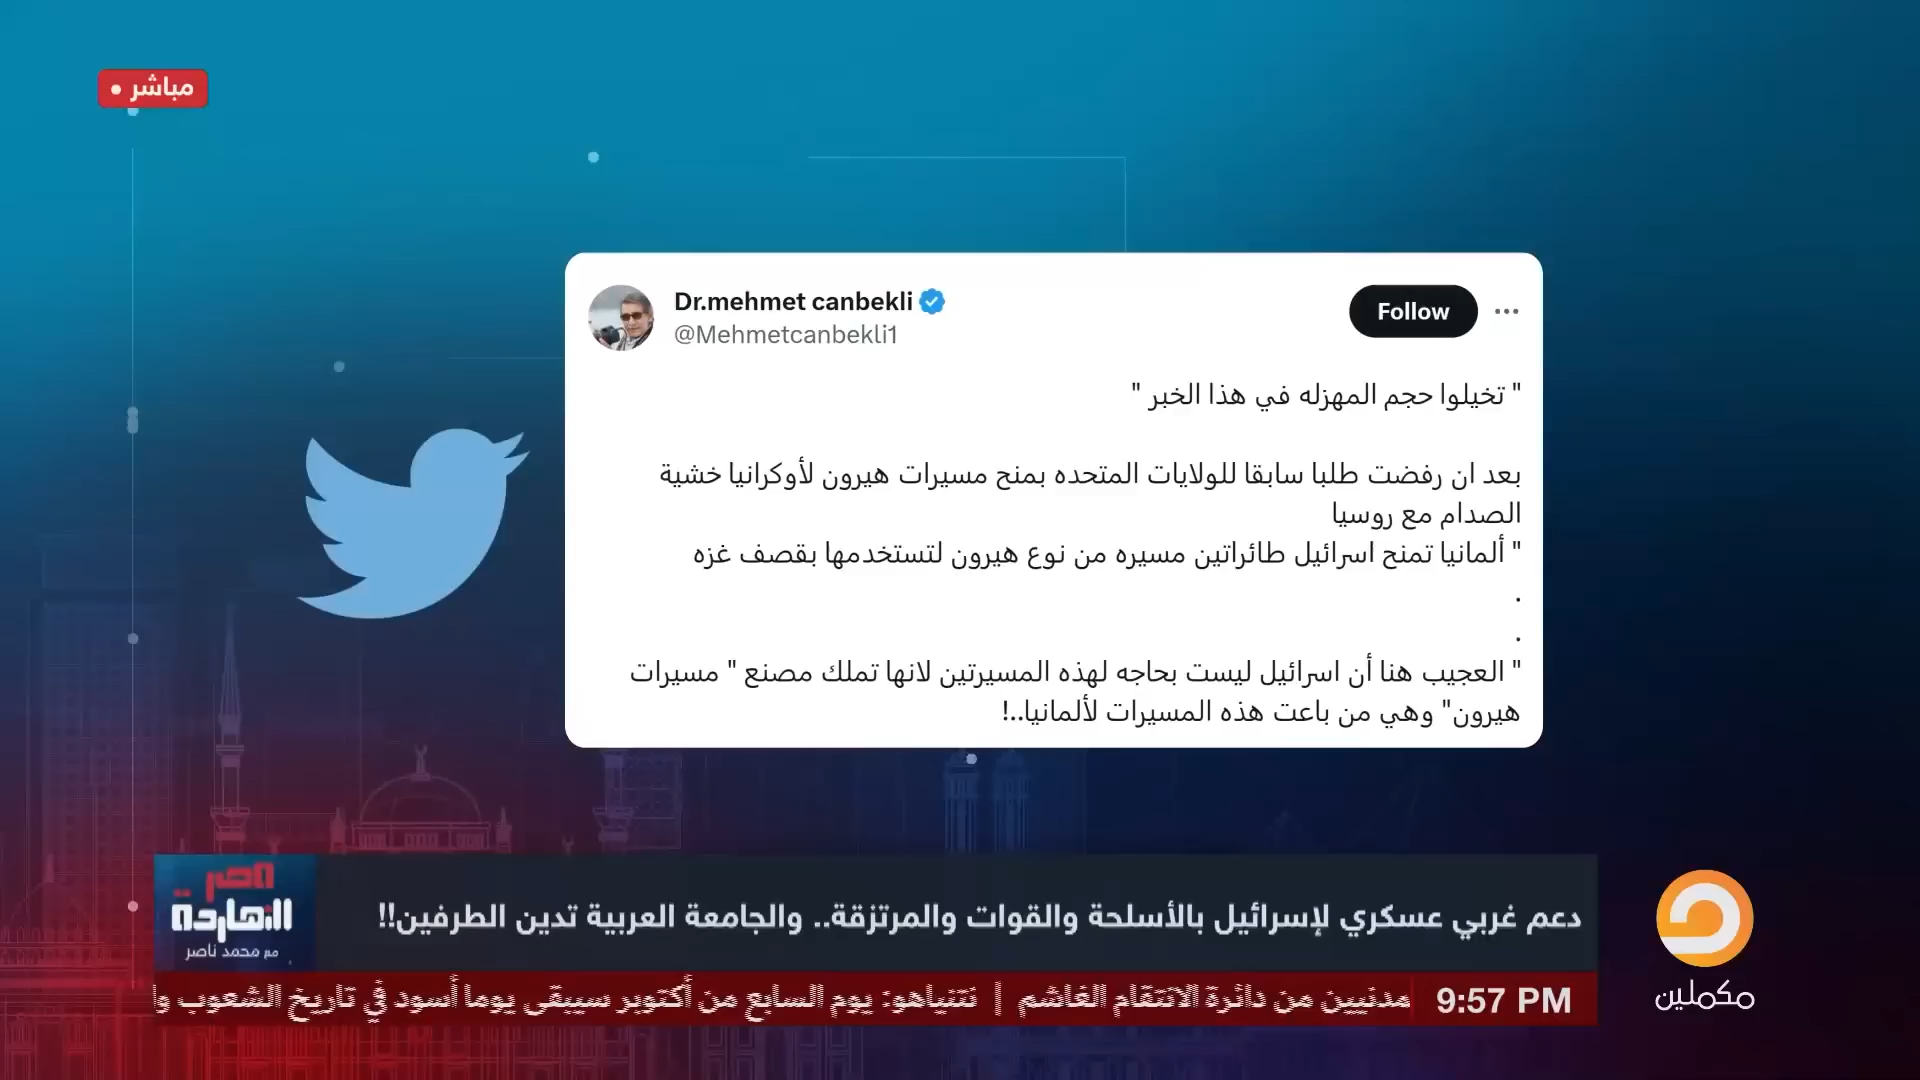 مباشر
Dr.mehmet canbekli
@Mehmetcanbekli1
Follow
" تخيلوا حجم المهزله في هذا الخبر "
بعد ان رفضت طلبا سابقا للولايات المتحده بمنح مسيرات هيرون لأوكرانيا خشية
الصدام مع روسيا
" ألمانيا تمنح اسرائيل طائراتين مسيره من نوع هيرون لتستخدمها بقصف غزه
.
.
" العجيب هنا أن اسرائيل ليست بحاجه لهذه المسيرتين لانها تملك مصنع " مسيرات
هيرون" وهي من باعت هذه المسيرات لألمانيا..!
مصر
النهاردة
مع محمد ناصر
دعم غربي عسكري لإسرائيل بالأسلحة والقوات والمرتزقة.. والجامعة العربية تدين الطرفين!!
مدنيين من دائرة الانتقام الغاشم | نتنياهو: يوم السابع من أكتوبر سيبقى يوما أسود في تاريخ الشعوب
9:57 PM
مكملين